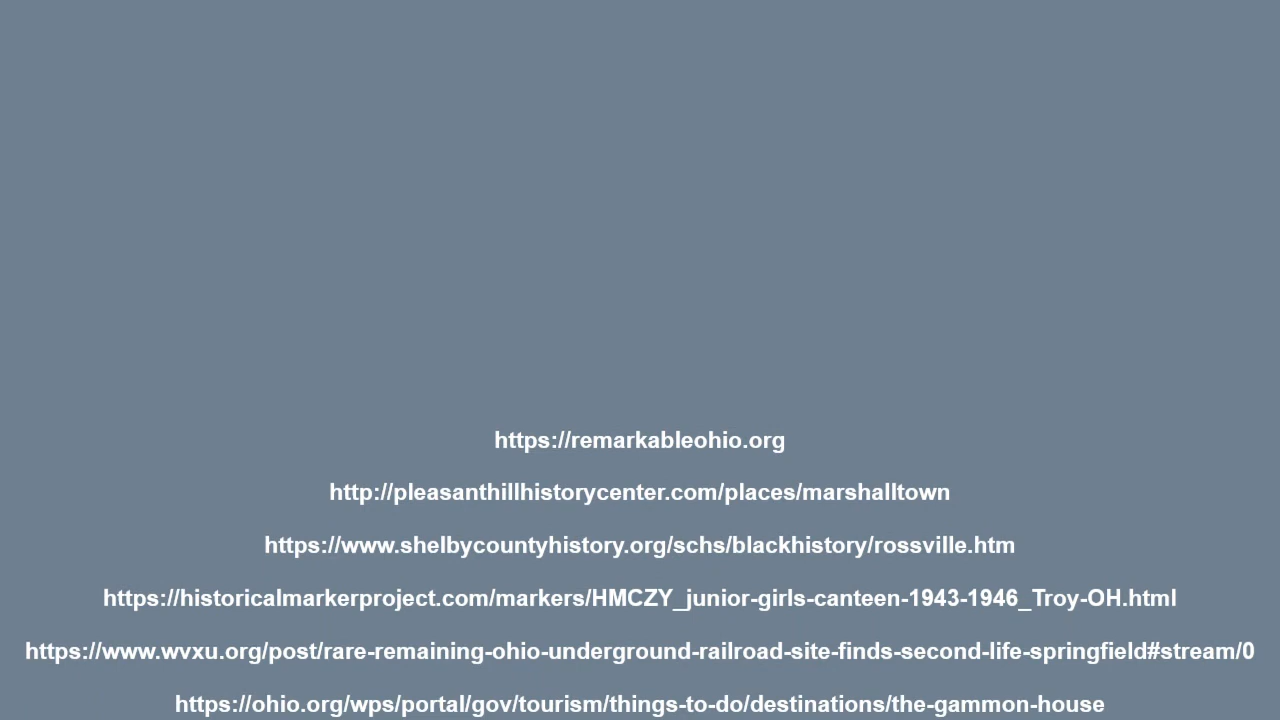 https://remarkableohio.org
http://pleasanthillhistorycenter.com/places/marshalltown
https://www.shelbycountyhistory.org/schs/blackhistory/rossville.htm
https://historicalmarkerproject.com/markers/HMCZY_junior-girls-canteen-1943-1946_Troy-OH.html
https://www.wvxu.org/post/rare-remaining-ohio-underground-railroad-site-finds-second-life-springfield#stream/0
https://ohio.org/wps/portal/gov/tourism/things-to-do/destinations/the-gammon-house